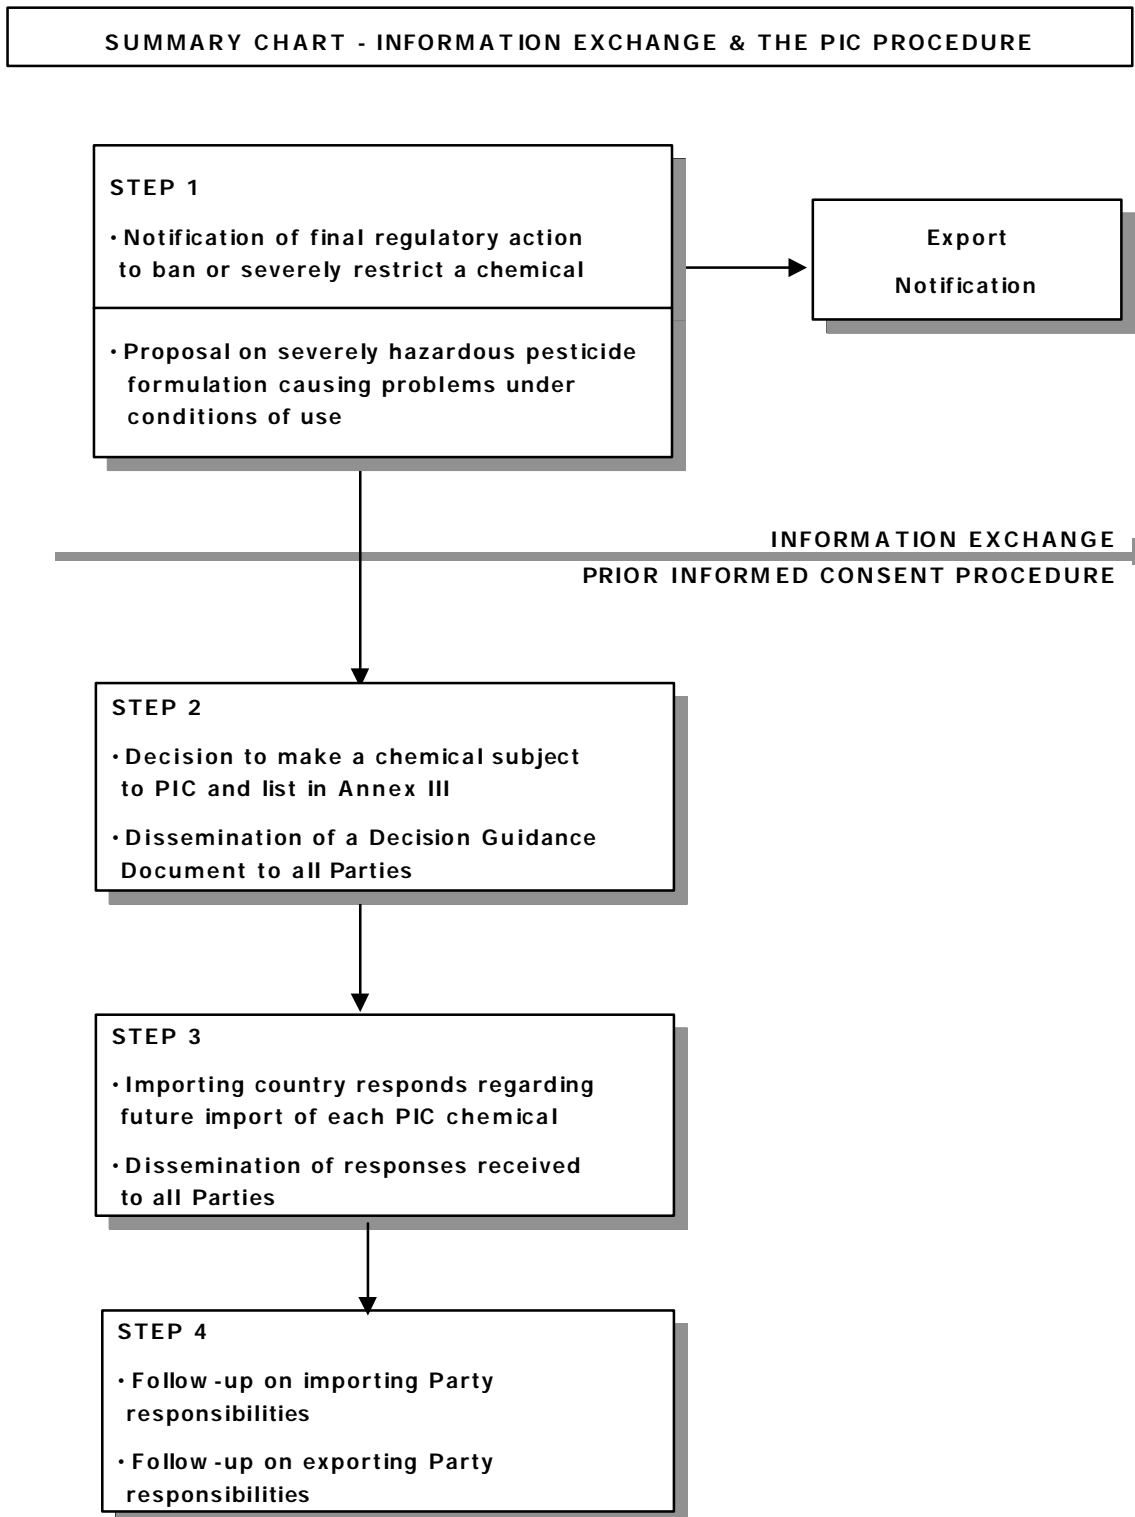 SUMMARY CHART - INFORMATION EXCHANGE & THE PIC PROCEDURE
STEP 1
• Notification of final regulatory action
to ban or severely restrict a chemical
Export
Notification
• Proposal on severely hazardous pesticide
formulation causing problems under
conditions of use
INFORMATION EXCHANGE
PRIOR INFORMED CONSENT PROCEDURE
STEP 2
• Decision to make a chemical subject
to PIC and list in Annex III
• Dissemination of a Decision Guidance
Document to all Parties
STEP 3
• Importing country responds regarding
future import of each PIC chemical
• Dissemination of responses received
to all Parties
STEP 4
• Follow-up on importing Party
responsibilities
• Follow-up on exporting Party
responsibilities